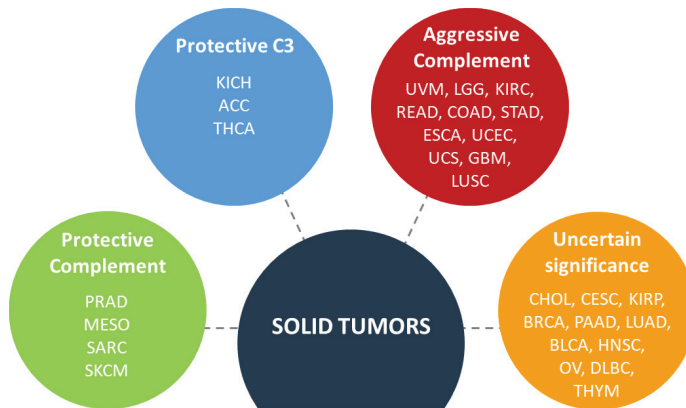 Protective C3
KICH
ACC
THCA
Aggressive
Complement
UVM, LGG, KIRC,
READ, COAD, STAD,
ESCA, UCEC,
UCS, GBM,
LUSC
Protective
Complement
PRAD
MESO
SARC
SKCM
SOLID TUMORS
Uncertain
significance
CHOL, CESC, KIRP,
BRCA, PAAD, LUAD,
BLCA, HNSC,
OV, DLBC,
THYM